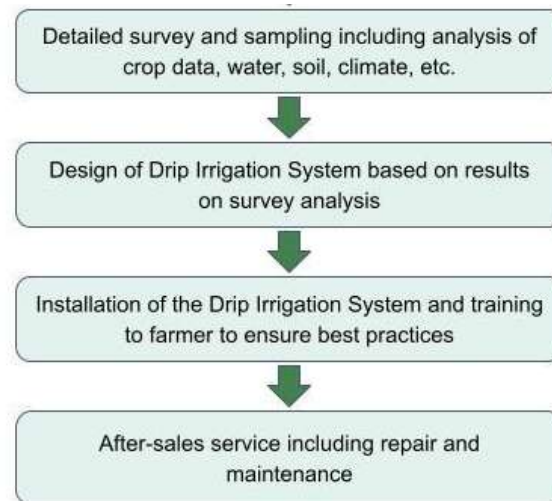 Detailed survey and sampling including analysis of
crop data, water, soil, climate, etc.
Design of Drip Irrigation System based on results
on survey analysis
Installation of the Drip Irrigation System and training
to farmer to ensure best practices
After-sales service including repair and
maintenance